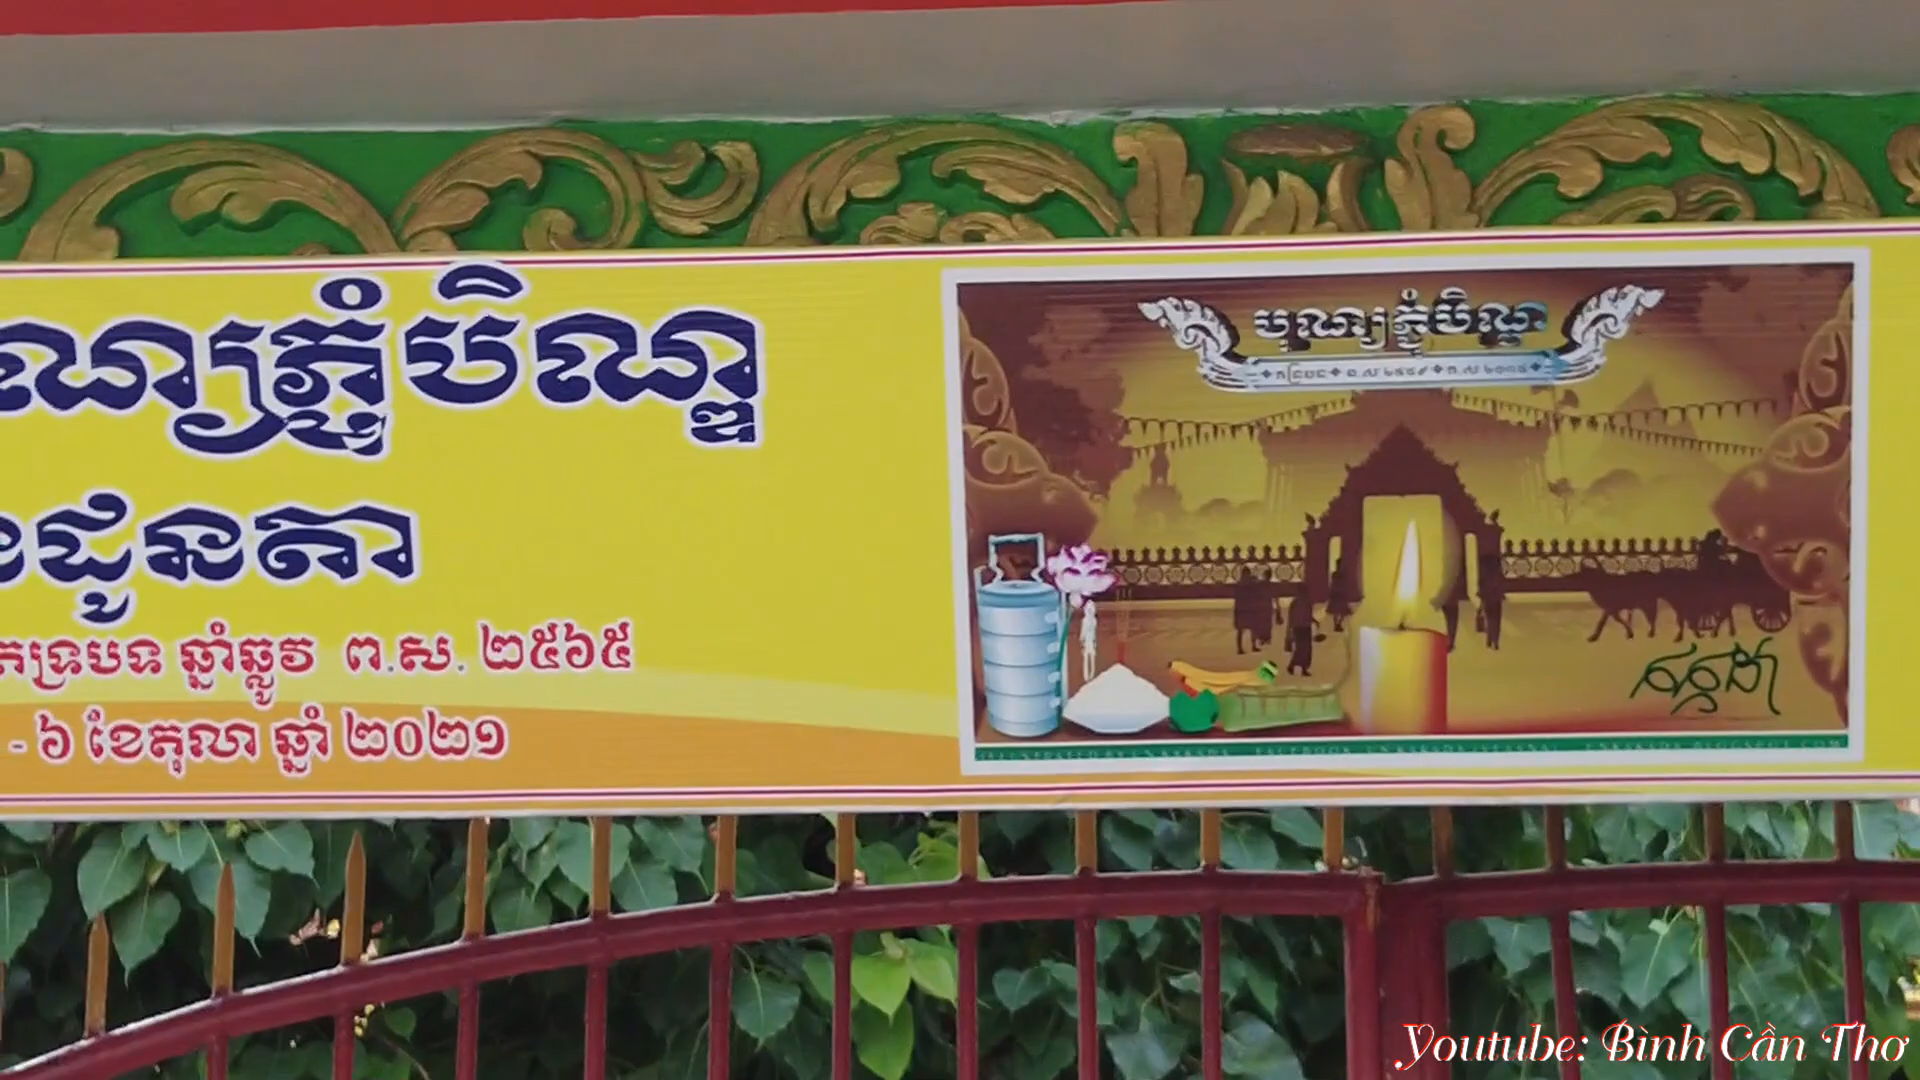 ណ្យភ្ជុំបិណ្ឌ
ដូនតា
ភទ្របទ ឆ្នាំឆ្លូវ ព.ស. ២៥៦៥
- ៦ ខែតុលា ឆ្នាំ ២០២១
បុណ្យភ្ជុំបិណ្ឌ
Youtube: Bình Cần Thơ